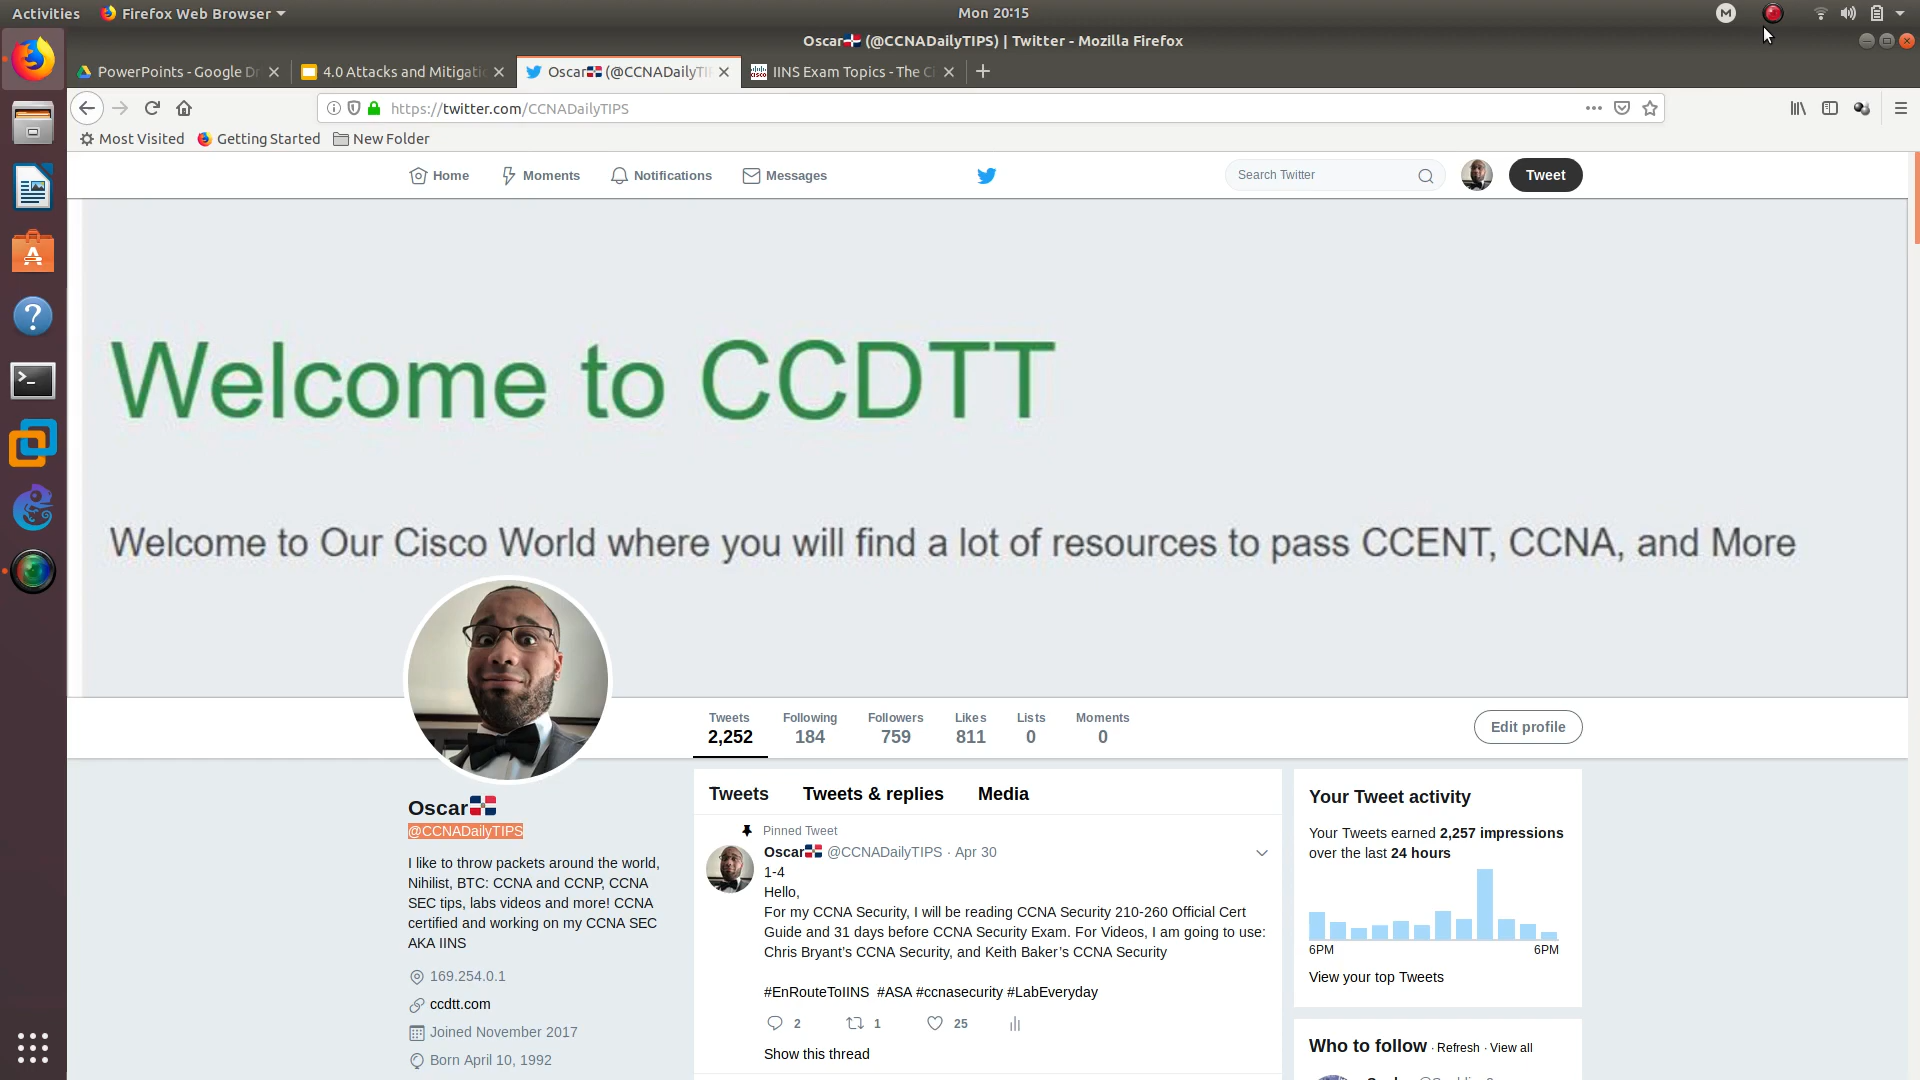 Activities Firefox Web Browser Mon 20:15
Oscar🇩🇴 (@CCNADailyTIPS) | Twitter - Mozilla Firefox
PowerPoints - Google Dr 4.0 Attacks and Mitigati Oscar🇩🇴 (@CCNADailyTI IINS Exam Topics - The Ci
https://twitter.com/CCNADailyTIPS
Most Visited Getting Started New Folder
Home Moments Notifications Messages Search Twitter Tweet
Welcome to CCDTT
Welcome to Our Cisco World where you will find a lot of resources to pass CCENT, CCNA, and More
Tweets Following Followers Likes Lists Moments
2,252 184 759 811 0 0
Edit profile
Oscar🇩🇴
@CCNADailyTIPS
I like to throw packets around the world,
Nihilist, BTC: CCNA and CCNP, CCNA
SEC tips, labs videos and more! CCNA
certified and working on my CCNA SEC
AKA IINS
169.254.0.1
ccdtt.com
Joined November 2017
Born April 10, 1992
Tweets Tweets & replies Media
Pinned Tweet
Oscar🇩🇴 @CCNADailyTIPS · Apr 30
1-4
Hello,
For my CCNA Security, I will be reading CCNA Security 210-260 Official Cert
Guide and 31 days before CCNA Security Exam. For Videos, I am going to use:
Chris Bryant’s CCNA Security, and Keith Baker’s CCNA Security
#EnRouteToIINS #ASA #ccnasecurity #LabEveryday
2 1 25
Show this thread
Your Tweet activity
Your Tweets earned 2,257 impressions
over the last 24 hours
6PM 6PM
View your top Tweets
Who to follow · Refresh · View all